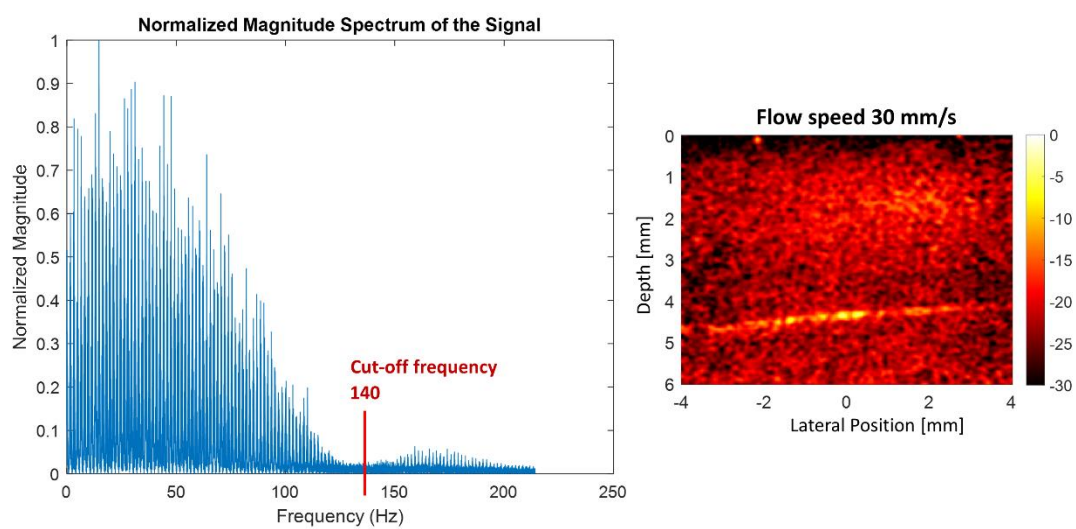 Normalized Magnitude Spectrum of the Signal
1
0.9
0.8
0.7
0.6
0.5
0.4
0.3
0.2
0.1
0
Normalized Magnitude
Cut-off frequency
140
0 50 100 150 200 250
Frequency (Hz)
Flow speed 30 mm/s
0
1
2
3
4
5
6
Depth [mm]
-4 -2 0 2 4
Lateral Position [mm]
0
-5
-10
-15
-20
-25
-30